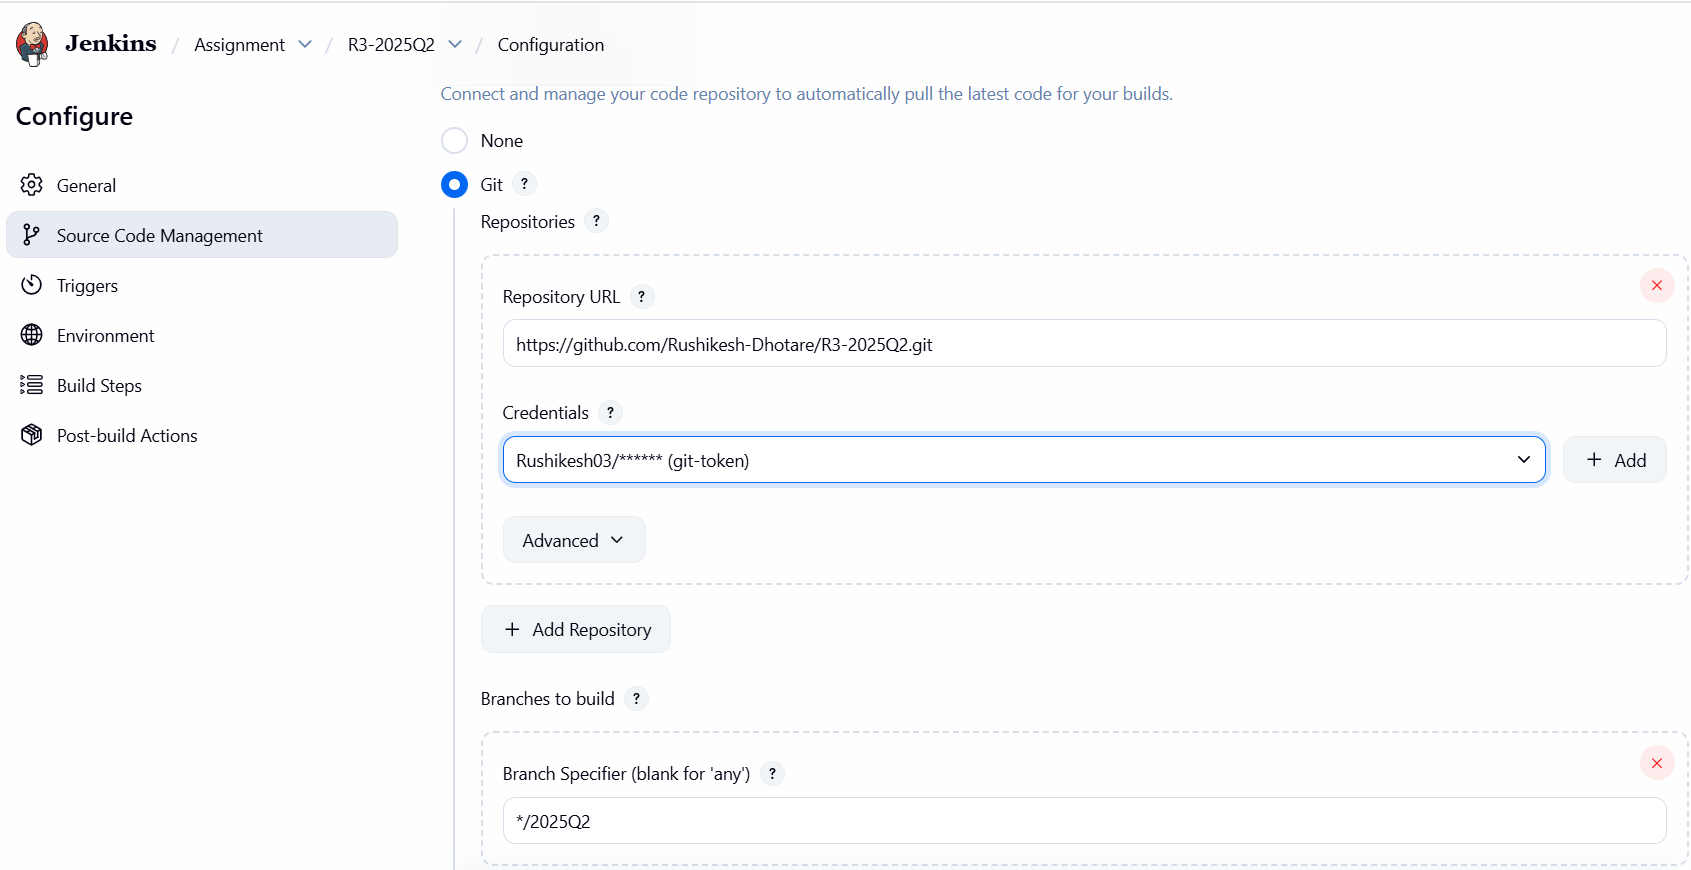 Jenkins / Assignment / R3-2025Q2 / Configuration
Configure
General
Source Code Management
Triggers
Environment
Build Steps
Post-build Actions
Connect and manage your code repository to automatically pull the latest code for your builds.
None
Git ?
Repositories ?
Repository URL ?
https://github.com/Rushikesh-Dhotare/R3-2025Q2.git
Credentials ?
Rushikesh03/****** (git-token)
+ Add
Advanced
+ Add Repository
Branches to build ?
Branch Specifier (blank for 'any') ?
*/2025Q2